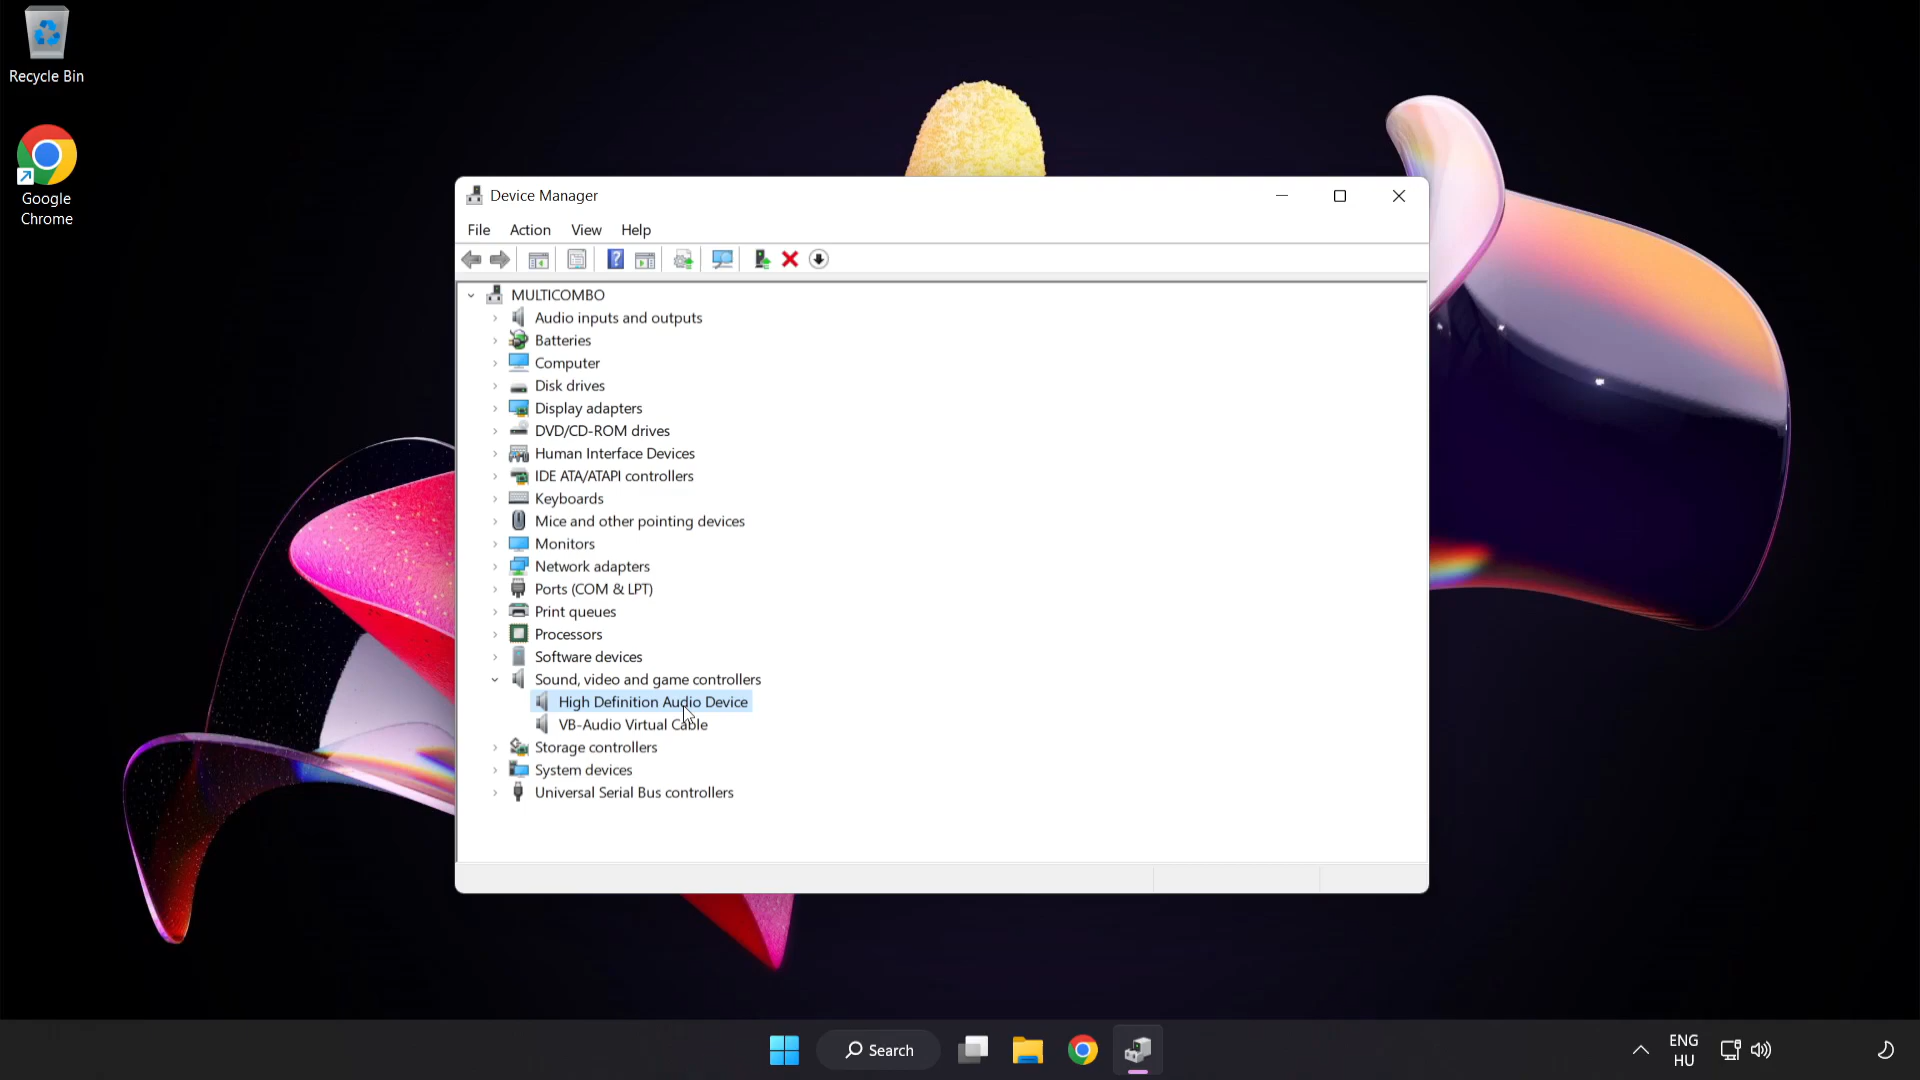 Recycle Bin
Google
Chrome
Device Manager
File Action View Help
MULTICOMBO
Audio inputs and outputs
Batteries
Computer
Disk drives
Display adapters
DVD/CD-ROM drives
Human Interface Devices
IDE ATA/ATAPI controllers
Keyboards
Mice and other pointing devices
Monitors
Network adapters
Ports (COM & LPT)
Print queues
Processors
Software devices
Sound, video and game controllers
High Definition Audio Device
VB-Audio Virtual Cable
Storage controllers
System devices
Universal Serial Bus controllers
Search
ENG
HU